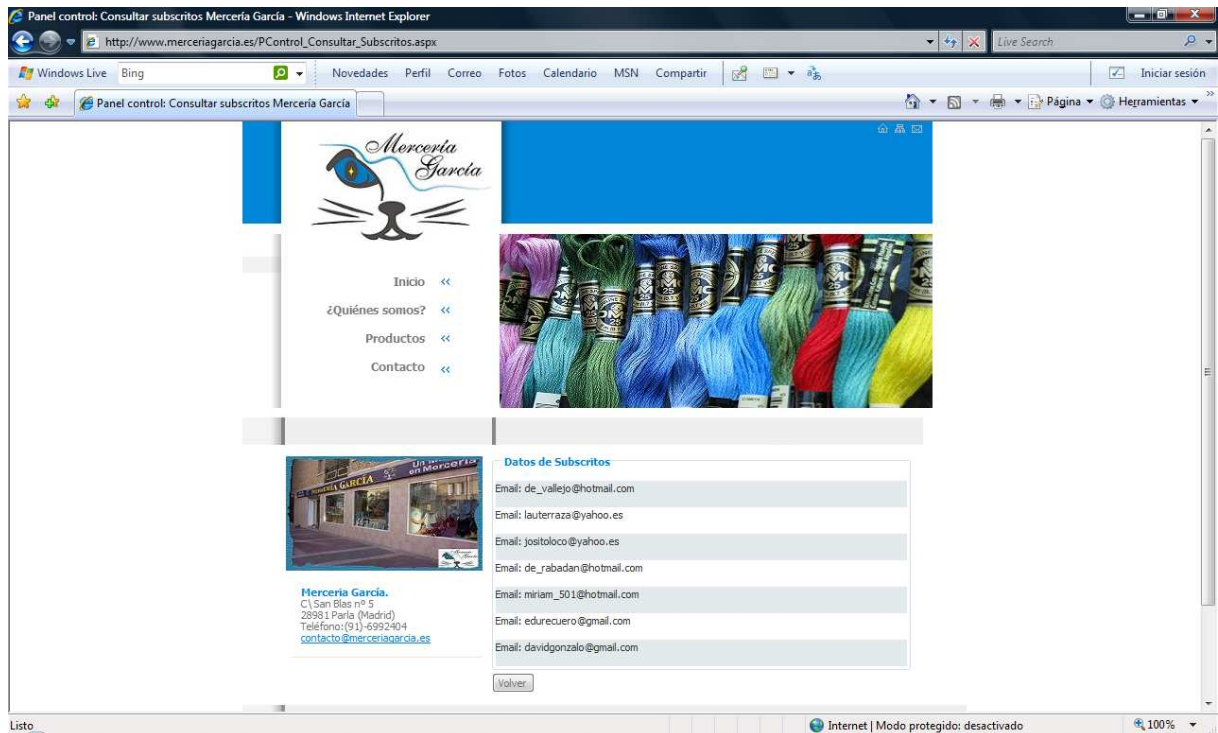 Panel control: Consultar subscritos Mercería García - Windows Internet Explorer
http://www.merceriagarcia.es/PControl_Consultar_Subscritos.aspx
Live Search
Windows Live Bing Novedades Perfil Correo Fotos Calendario MSN Compartir Iniciar sesión
Panel control: Consultar subscritos Mercería García
Página Herramientas
Mercería
García
Inicio
¿Quiénes somos?
Productos
Contacto
DMC
25
GARCIA
en Merceria
Merceria García.
C\San Blas nº 5
28981 Parla (Madrid)
Teléfono:(91)-6992404
contacto@merceriagarcia.es
Datos de Subscritos
Email: de_vallejo@hotmail.com
Email: lauterraza@yahoo.es
Email: jositoloco@yahoo.es
Email: de_rabadan@hotmail.com
Email: miriam_501@hotmail.com
Email: edurecuero@gmail.com
Email: davidgonzalo@gmail.com
Volver
Listo
Internet | Modo protegido: desactivado
100%